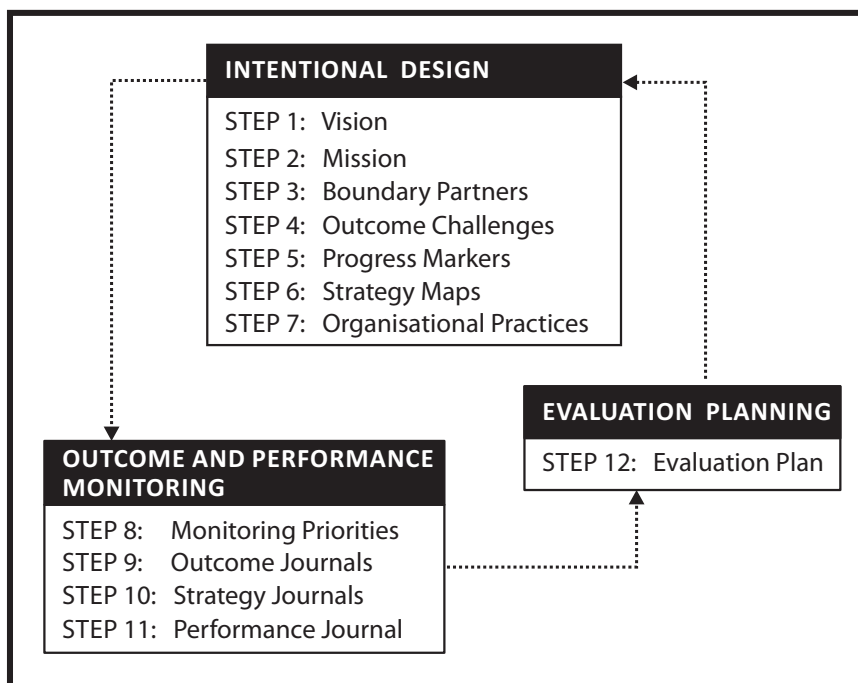 INTENTIONAL DESIGN
STEP 1: Vision
STEP 2: Mission
STEP 3: Boundary Partners
STEP 4: Outcome Challenges
STEP 5: Progress Markers
STEP 6: Strategy Maps
STEP 7: Organisational Practices
OUTCOME AND PERFORMANCE
MONITORING
STEP 8: Monitoring Priorities
STEP 9: Outcome Journals
STEP 10: Strategy Journals
STEP 11: Performance Journal
EVALUATION PLANNING
STEP 12: Evaluation Plan